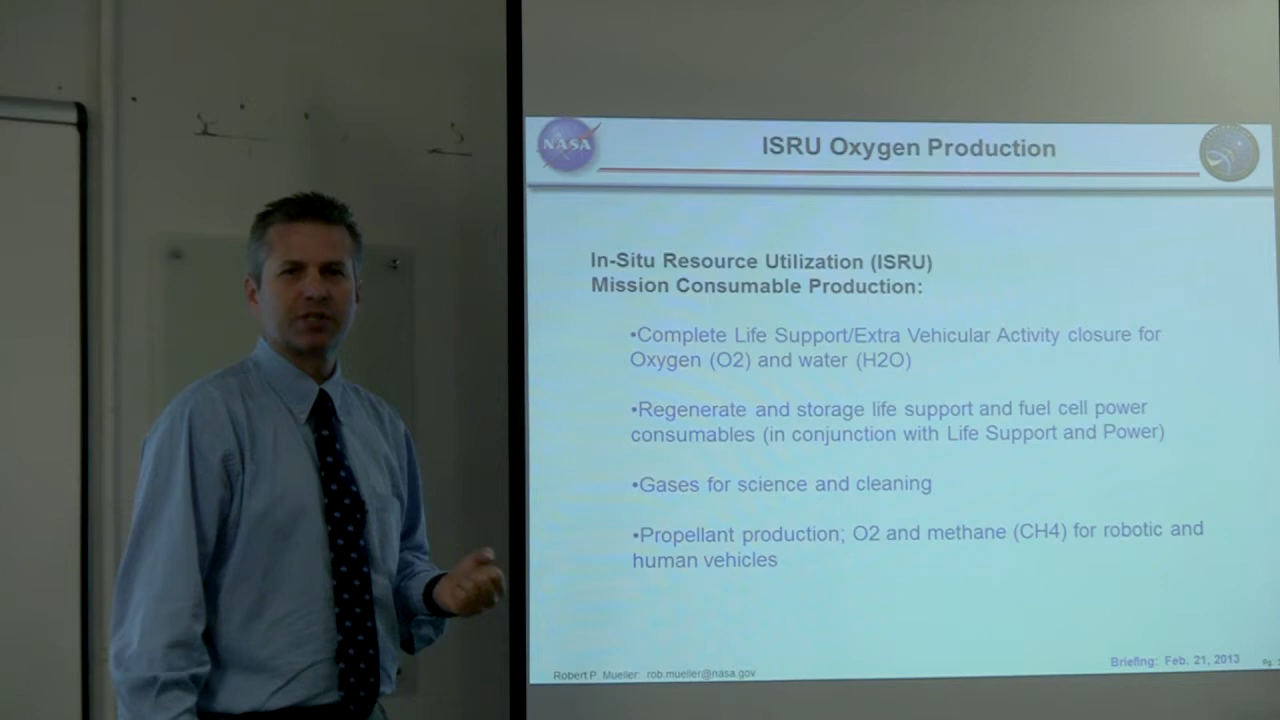 NASA
ISRU Oxygen Production
In-Situ Resource Utilization (ISRU)
Mission Consumable Production:
•Complete Life Support/Extra Vehicular Activity closure for
Oxygen (O2) and water (H2O)
•Regenerate and storage life support and fuel cell power
consumables (in conjunction with Life Support and Power)
•Gases for science and cleaning
•Propellant production; O2 and methane (CH4) for robotic and
human vehicles
Robert P. Mueller: rob.mueller@nasa.gov
Briefing: Feb. 21, 2013
Pg.